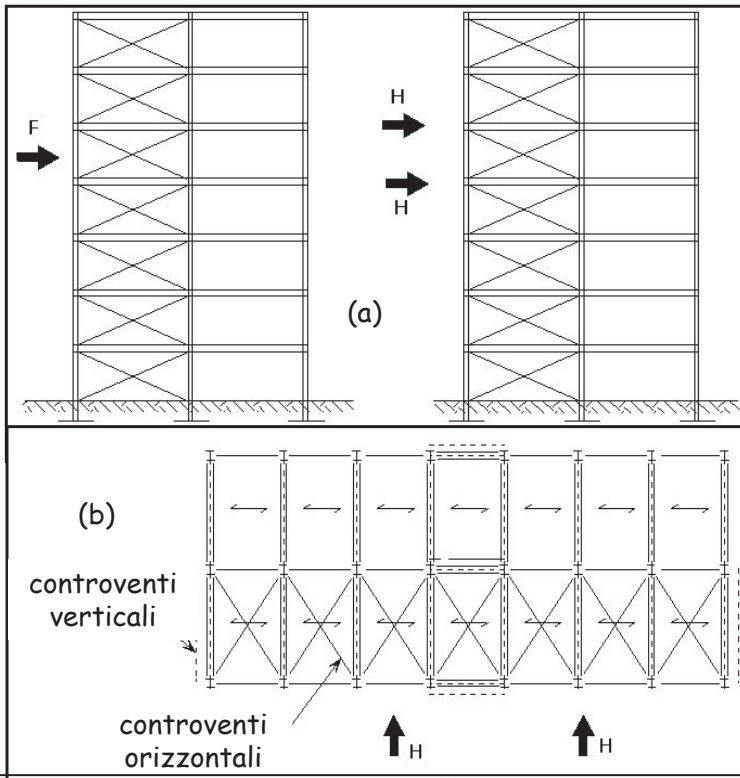 F
H
H
(a)
(b)
controventi
verticali
controventi
orizzontali
H
H